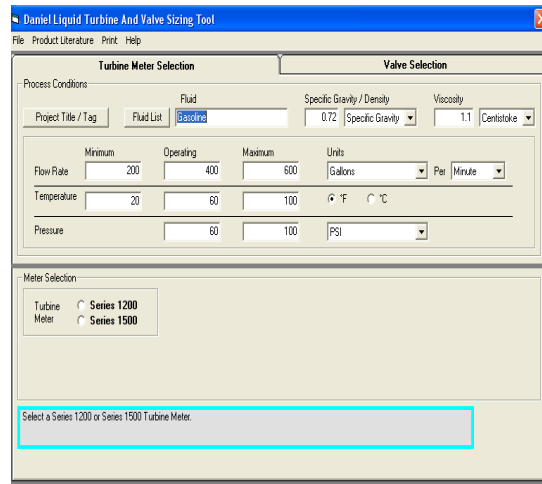 Daniel Liquid Turbine And Valve Sizing Tool
File Product Literature Print Help
Turbine Meter Selection Valve Selection
Process Conditions
Fluid Specific Gravity / Density Viscosity
Project Title / Tag Fluid List Gasoline 0.72 Specific Gravity 1.1 Centistoke
Minimum Operating Maximum Units
Flow Rate 200 400 600 Gallons Per Minute
Temperature 20 60 100 °F °C
Pressure 60 100 PSI
Meter Selection
Turbine Meter
Series 1200
Series 1500
Select a Series 1200 or Series 1500 Turbine Meter.